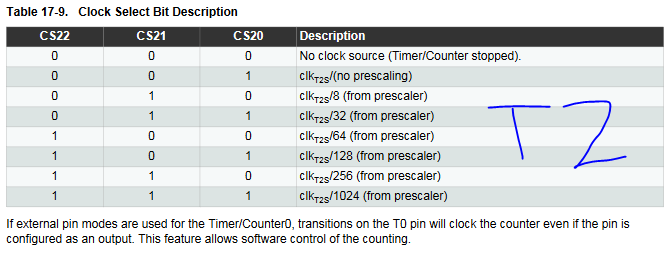 Table 17-9. Clock Select Bit Description
CS22 CS21 CS20 Description
0 0 0 No clock source (Timer/Counter stopped).
0 0 1 clkT2S/(no prescaling)
0 1 0 clkT2S/8 (from prescaler)
0 1 1 clkT2S/32 (from prescaler)
1 0 0 clkT2S/64 (from prescaler)
1 0 1 clkT2S/128 (from prescaler)
1 1 0 clkT2S/256 (from prescaler)
1 1 1 clkT2S/1024 (from prescaler)
T2
If external pin modes are used for the Timer/Counter0, transitions on the T0 pin will clock the counter even if the pin is
configured as an output. This feature allows software control of the counting.